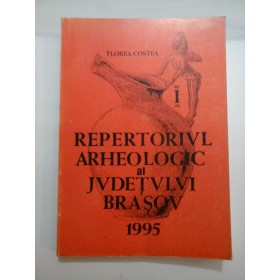 FLOREA COSTEA
REPERTORIVL
ARHEOLOGIC
al
JVDEȚVLVI
BRAȘOV
1995